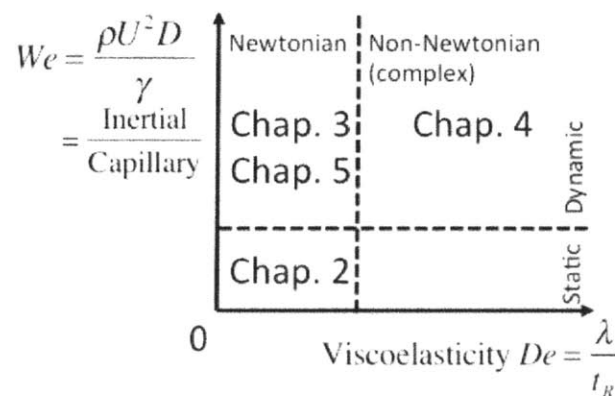 We = ρU²D / γ
= Inertial / Capillary
Newtonian
Non-Newtonian
(complex)
Chap. 3
Chap. 4
Chap. 5
Dynamic
Chap. 2
Static
0
Viscoelasticity De = λ / t_R